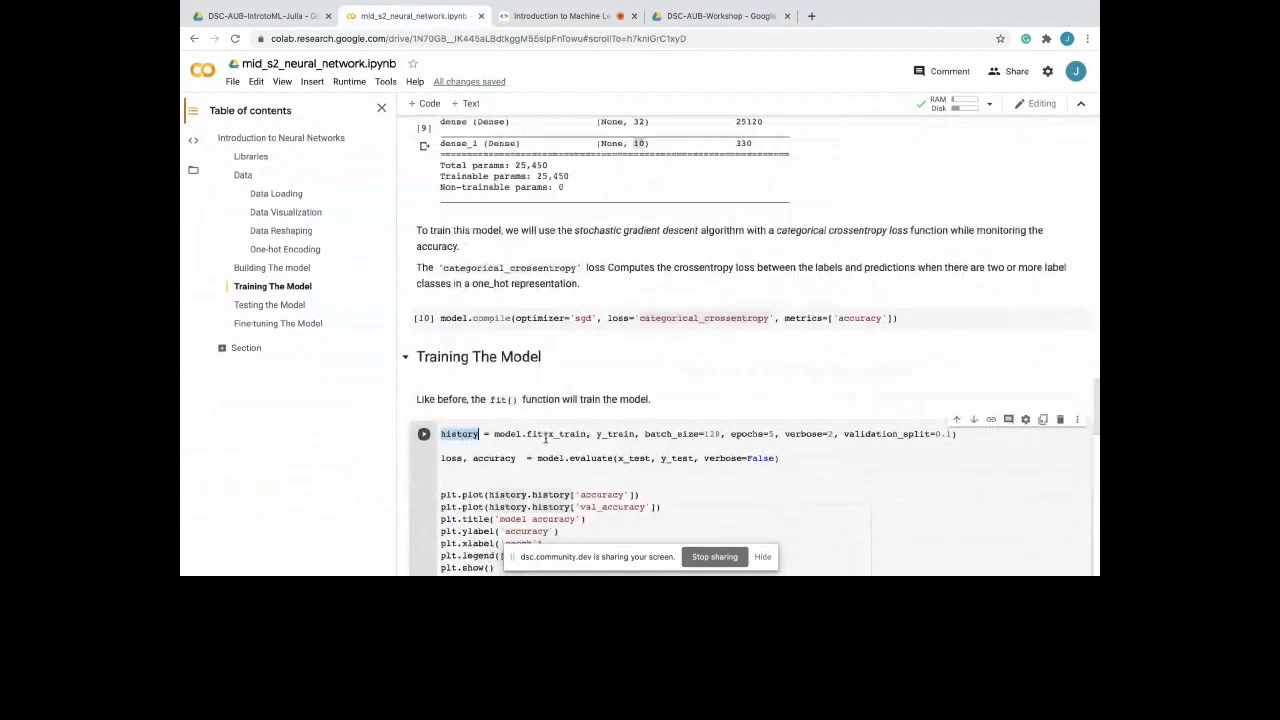 DSC-AUB-IntrotoML-Julia - Go
mid_s2_neural_network.ipynb
Introduction to Machine Le
DSC-AUB-Workshop - Google
mid_s2_neural_network.ipynb
File Edit View Insert Runtime Tools Help All changes saved
Comment Share J
Table of contents
+ Code + Text
RAM
Disk
Editing
Introduction to Neural Networks
Libraries
Data
Data Loading
Data Visualization
Data Reshaping
One-hot Encoding
Building The model
Training The Model
Testing the Model
Fine-tuning The Model
Section
[9]
dense (Dense) (None, 32) 25120
dense_1 (Dense) (None, 10) 330
Total params: 25,450
Trainable params: 25,450
Non-trainable params: 0
To train this model, we will use the stochastic gradient descent algorithm with a categorical crossentropy loss function while monitoring the
accuracy.
The 'categorical_crossentropy' loss Computes the crossentropy loss between the labels and predictions when there are two or more label
classes in a one_hot representation.
[10] model.compile(optimizer='sgd', loss='categorical_crossentropy', metrics=['accuracy'])
Training The Model
Like before, the fit() function will train the model.
history = model.fit(x_train, y_train, batch_size=128, epochs=5, verbose=2, validation_split=0.1)
loss, accuracy = model.evaluate(x_test, y_test, verbose=False)
plt.plot(history.history['accuracy'])
plt.plot(history.history['val_accuracy'])
plt.title('model accuracy')
plt.ylabel('accuracy')
plt.xlabel(
plt.legend([
plt.show()
dsc.community.dev is sharing your screen. Stop sharing Hide